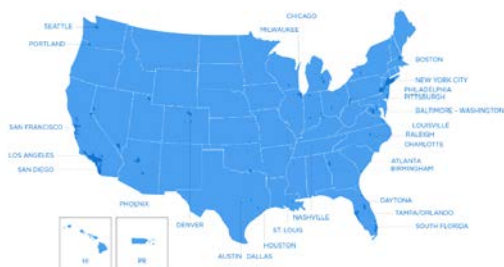 CHICAGO
MILWAUKEE
SEATTLE
PORTLAND
BOSTON
NEW YORK CITY
PHILADELPHIA
PITTSBURGH
BALTIMORE - WASHINGTON
SAN FRANCISCO
LOUISVILLE
RALEIGH
CHARLOTTE
LOS ANGELES
ATLANTA
SAN DIEGO
BIRMINGHAM
PHOENIX
DAYTONA
TAMPA/ORLANDO
DENVER
NASHVILLE
SOUTH FLORIDA
ST. LOUIS
HOUSTON
AUSTIN DALLAS
HI
PR